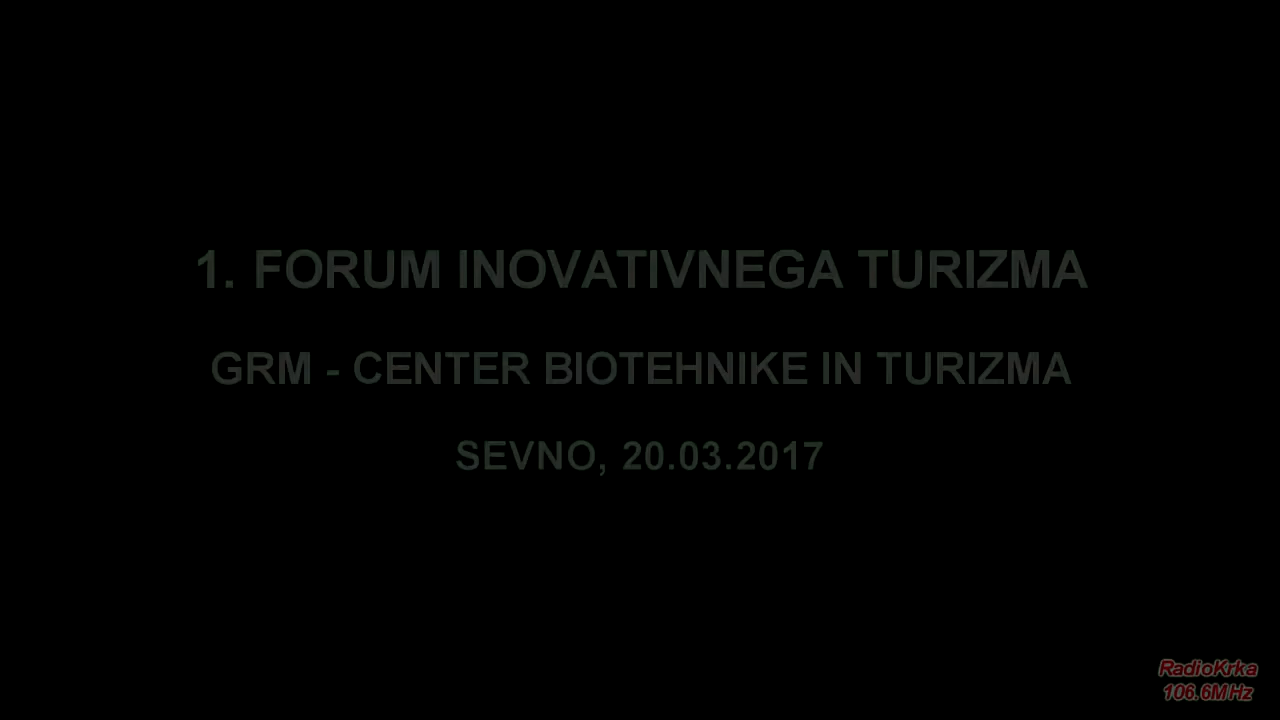 1. FORUM INOVATIVNEGA TURIZMA
GRM - CENTER BIOTEHNIKE IN TURIZMA
SEVNO, 20.03.2017
RadioKrka
106.6MHz